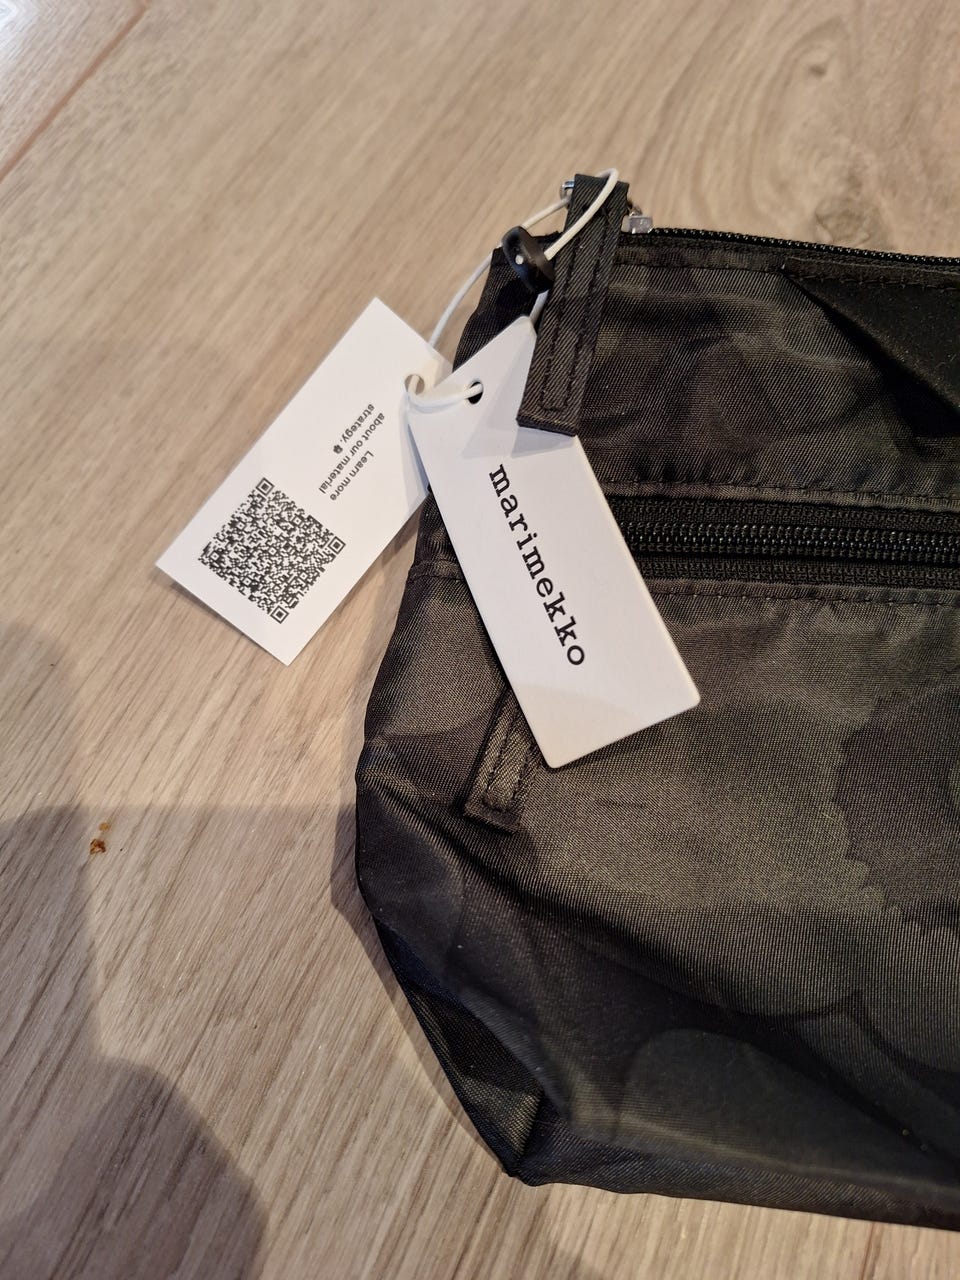 Learn more
about our material
strategy.
marimekko